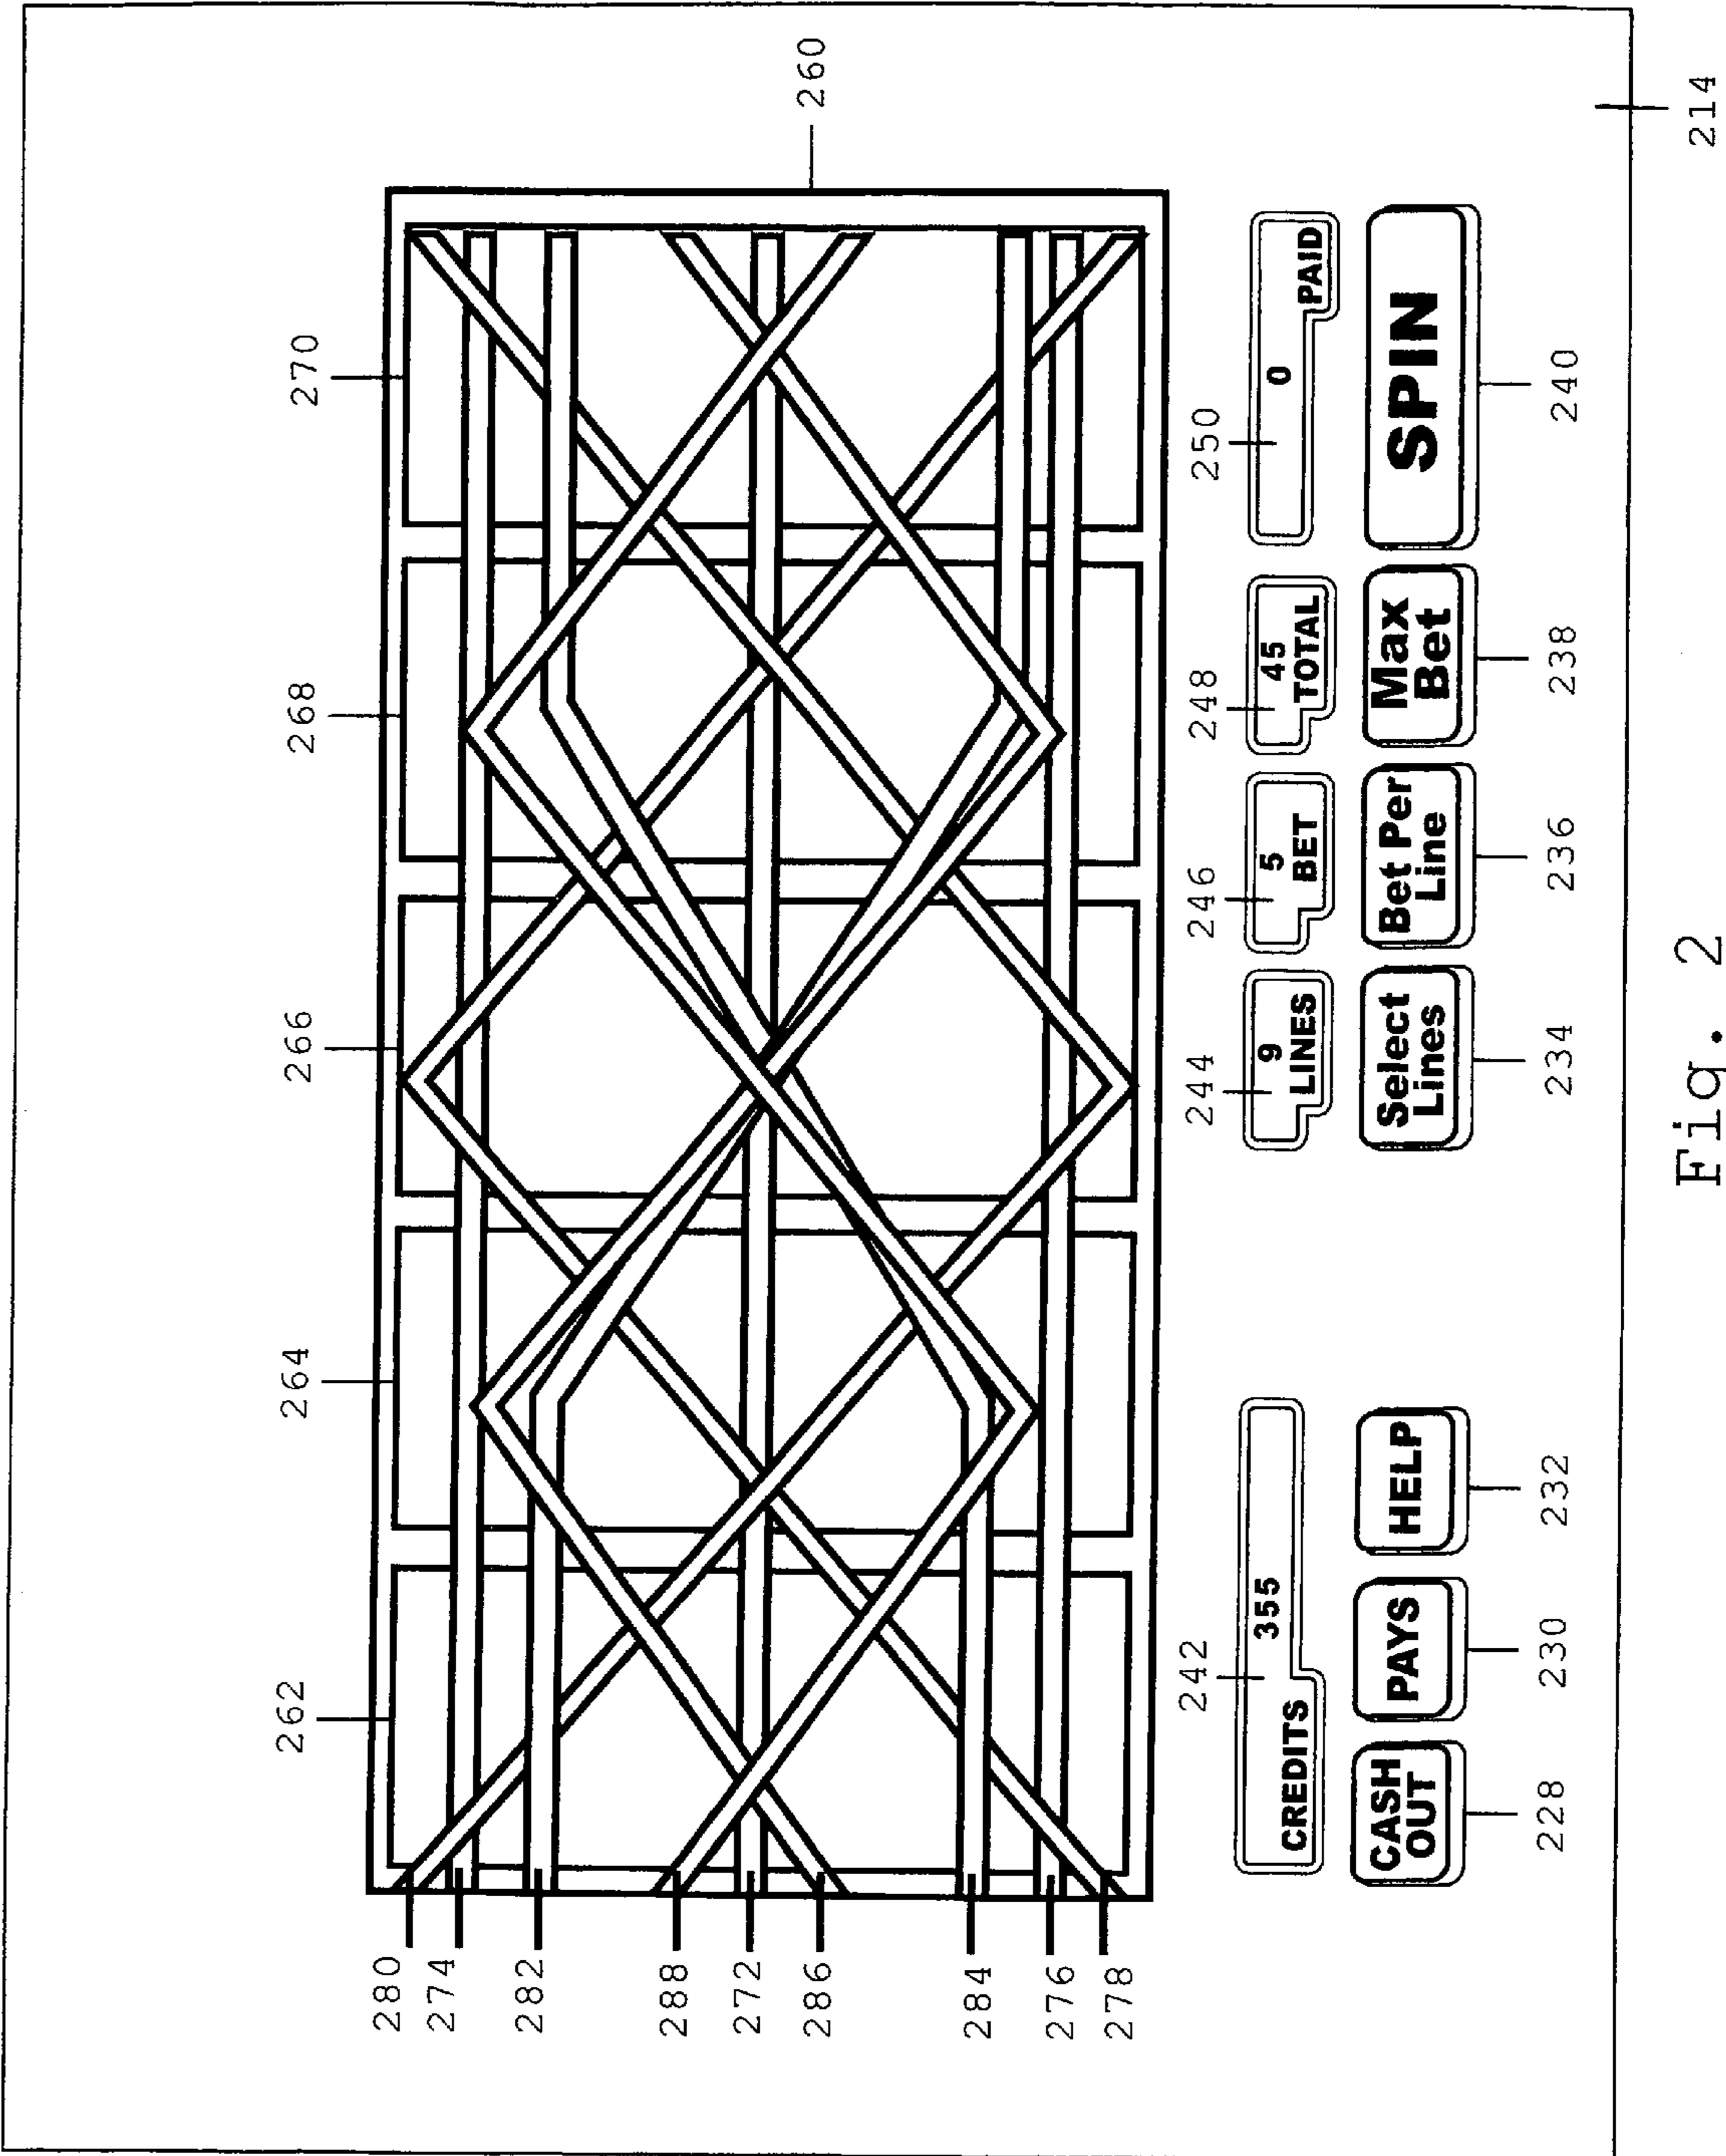 262
264
266
268
270
260
280
274
282
288
272
286
284
276
278
242
244
246
248
250
355
CREDITS
9
LINES
5
BET
45
TOTAL
0
PAID
CASH
OUT
PAYS
HELP
Select
Lines
Bet Per
Line
Max
Bet
SPIN
228
230
232
234
236
238
240
214
Fig. 2